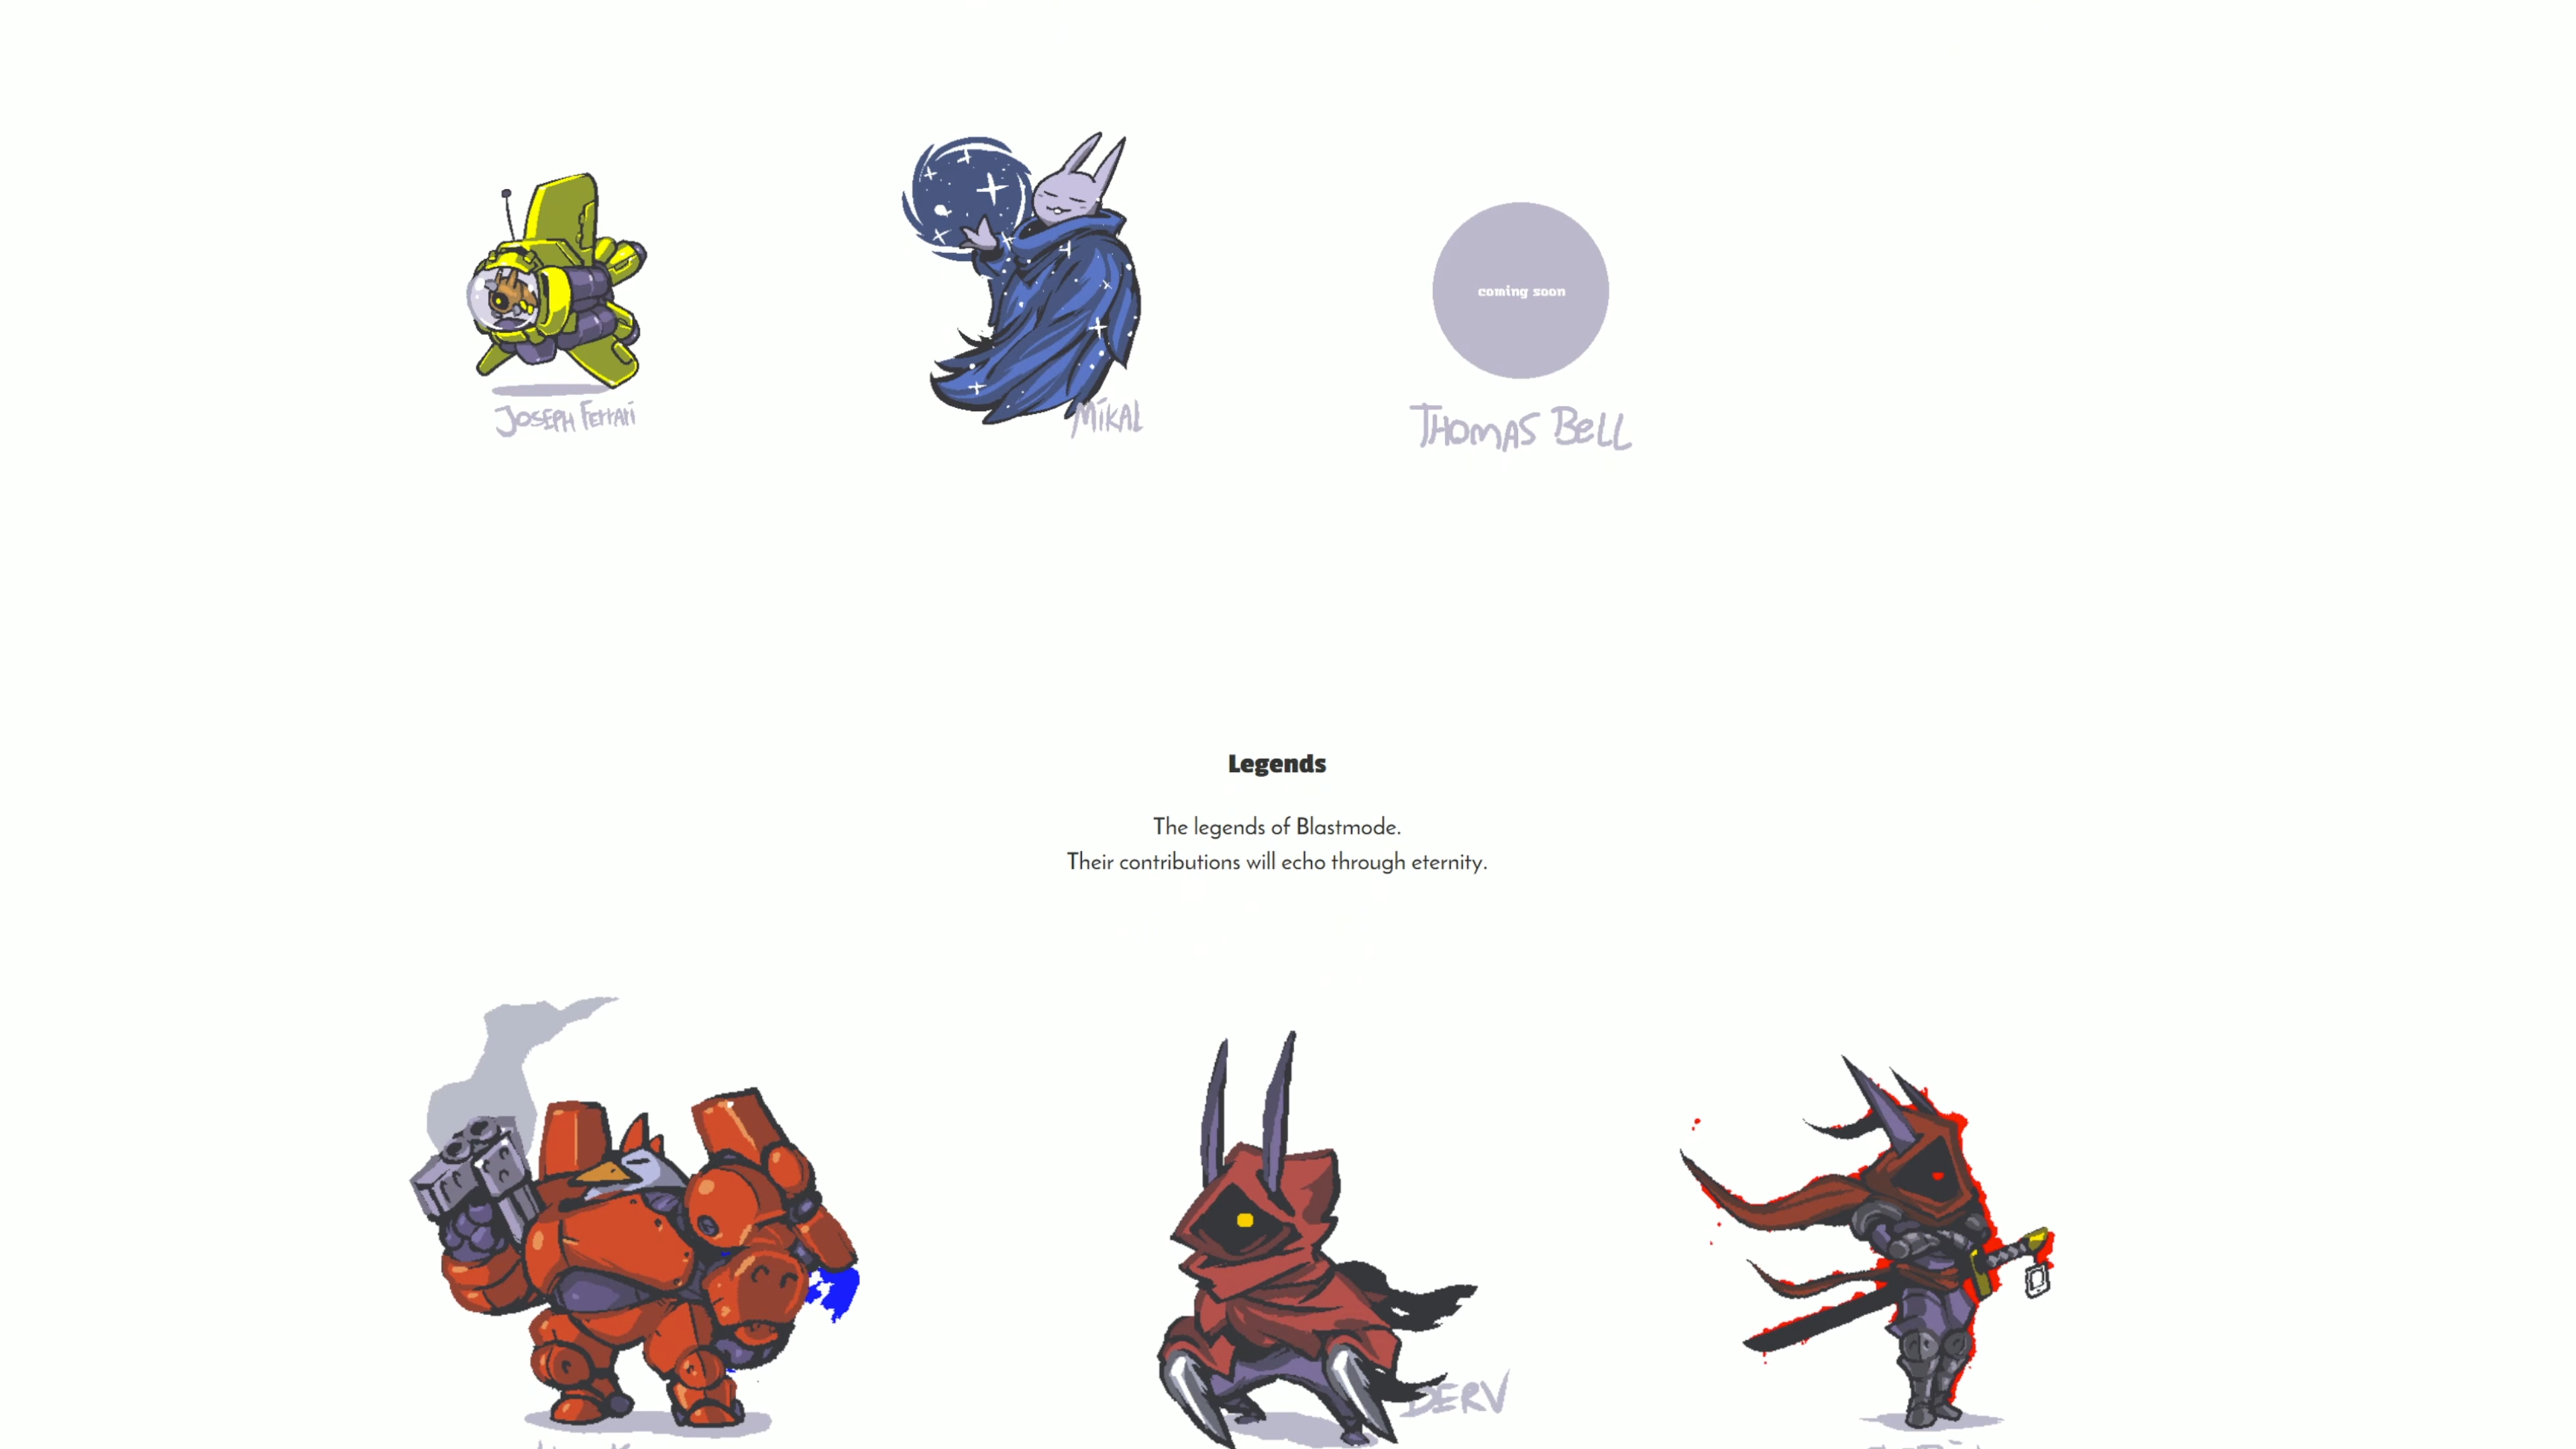 Joseph Ferrari
Mikal
coming soon
Thomas Bell
Legends
The legends of Blastmode.
Their contributions will echo through eternity.
DERV